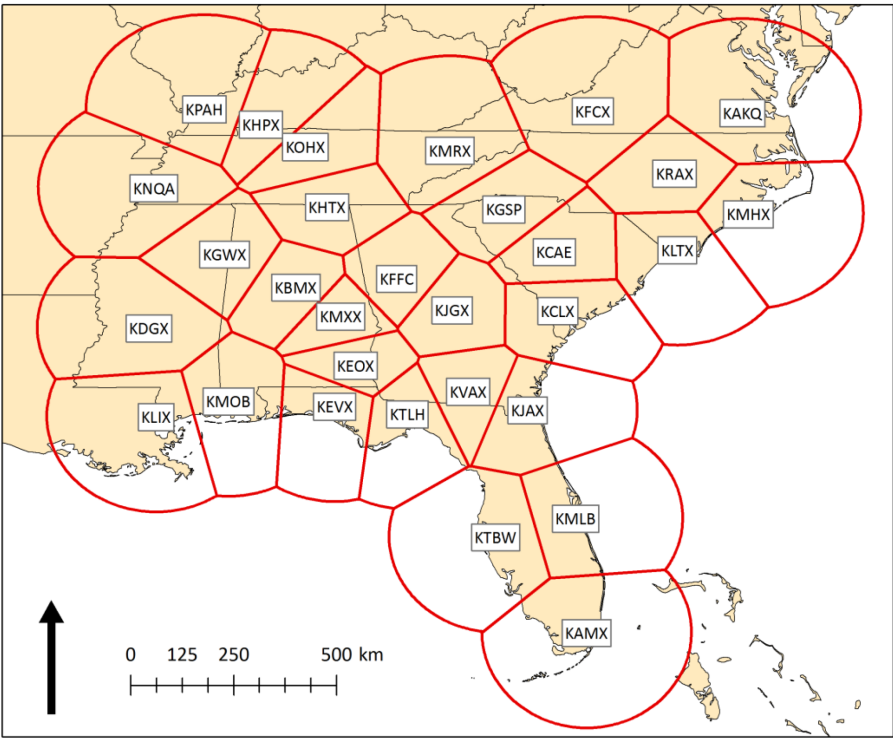 KPAH
KHPX
KOHX
KMRX
KFCX
KAKQ
KNQA
KHTX
KGSP
KRAX
KMHX
KGWX
KBMX
KFFC
KCAE
KLTX
KDGX
KMXX
KJGX
KCLX
KEOX
KLIX
KMOB
KEVX
KTLH
KVAX
KJAX
KTBW
KMLB
KAMX
0 125 250 500 km